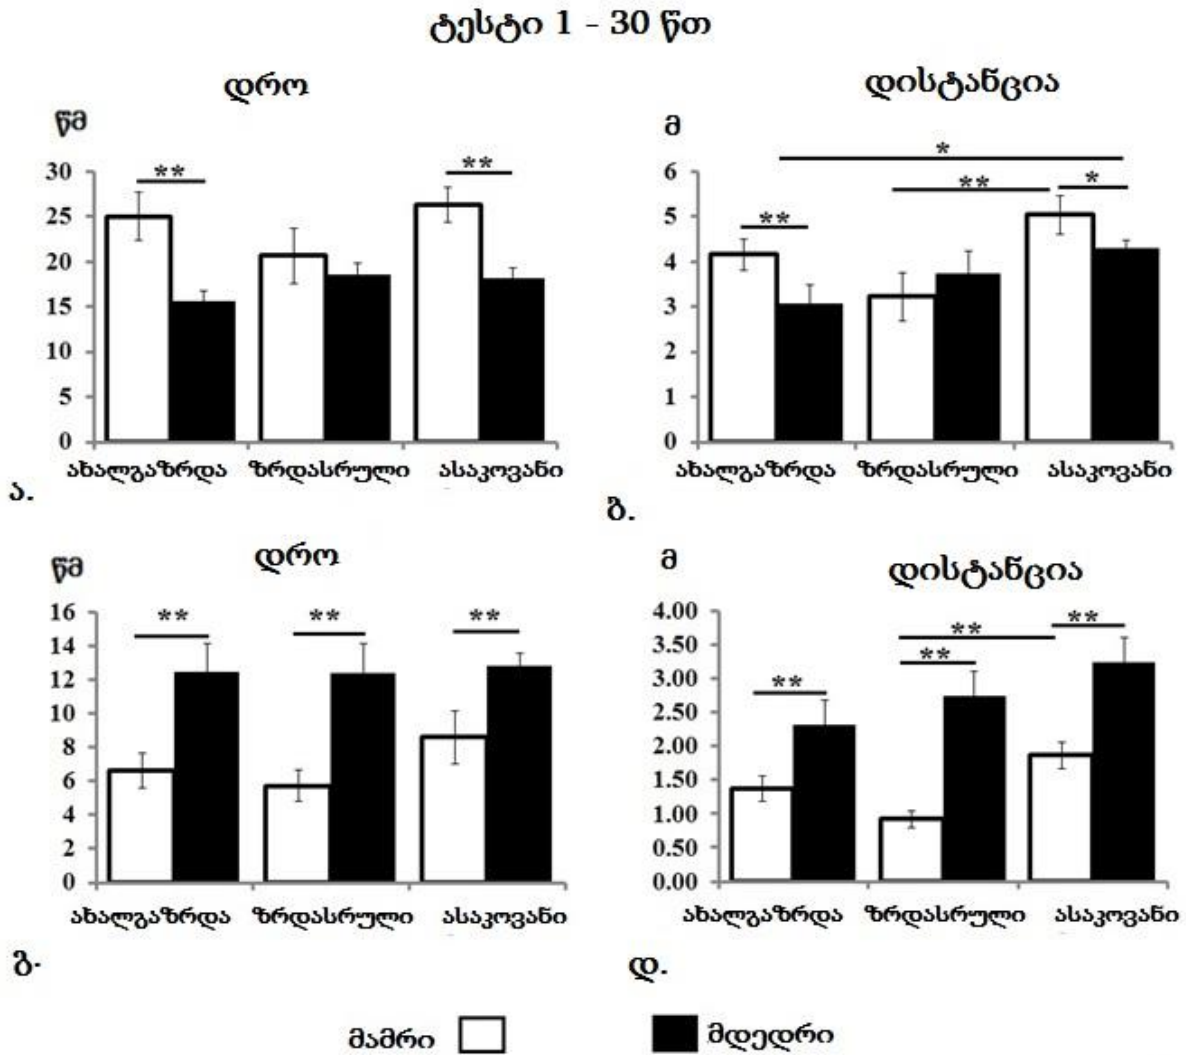 ტესტი 1 - 30 წთ
დრო
წმ
30
25
20
15
10
5
0
** **
ახალგაზრდა ზრდასრული ასაკოვანი
ა.
დისტანცია
მ
6
5
4
3
2
1
0
*
** *
**
ახალგაზრდა ზრდასრული ასაკოვანი
ბ.
დრო
წმ
16
14
12
10
8
6
4
2
0
** ** **
ახალგაზრდა ზრდასრული ასაკოვანი
გ.
დისტანცია
მ
4.00
3.50
3.00
2.50
2.00
1.50
1.00
0.50
0.00
** **
**
**
ახალგაზრდა ზრდასრული ასაკოვანი
დ.
მამრი მდედრი